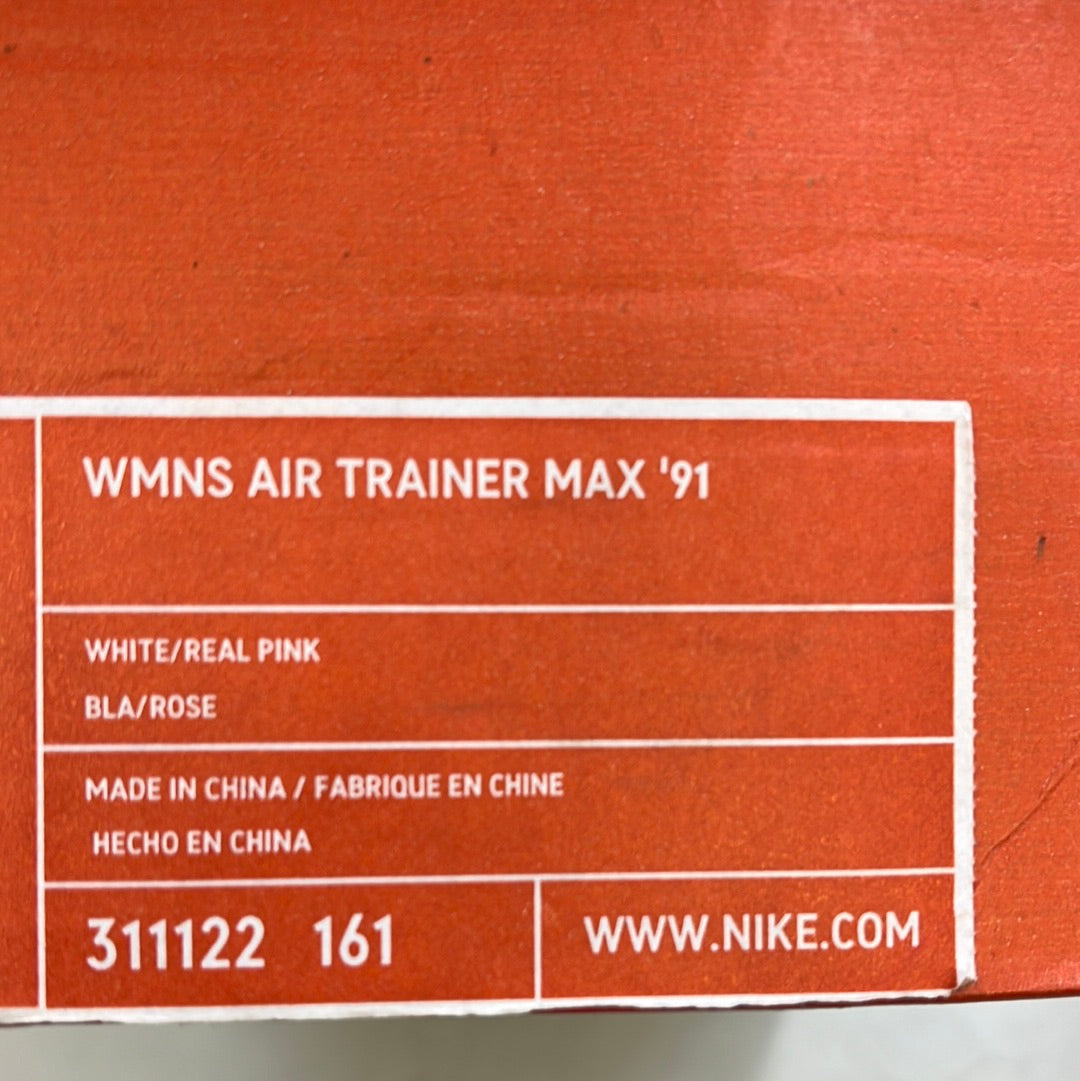 WMNS AIR TRAINER MAX '91
WHITE/REAL PINK
BLA/ROSE
MADE IN CHINA / FABRIQUE EN CHINE
HECHO EN CHINA
311122 161
WWW.NIKE.COM